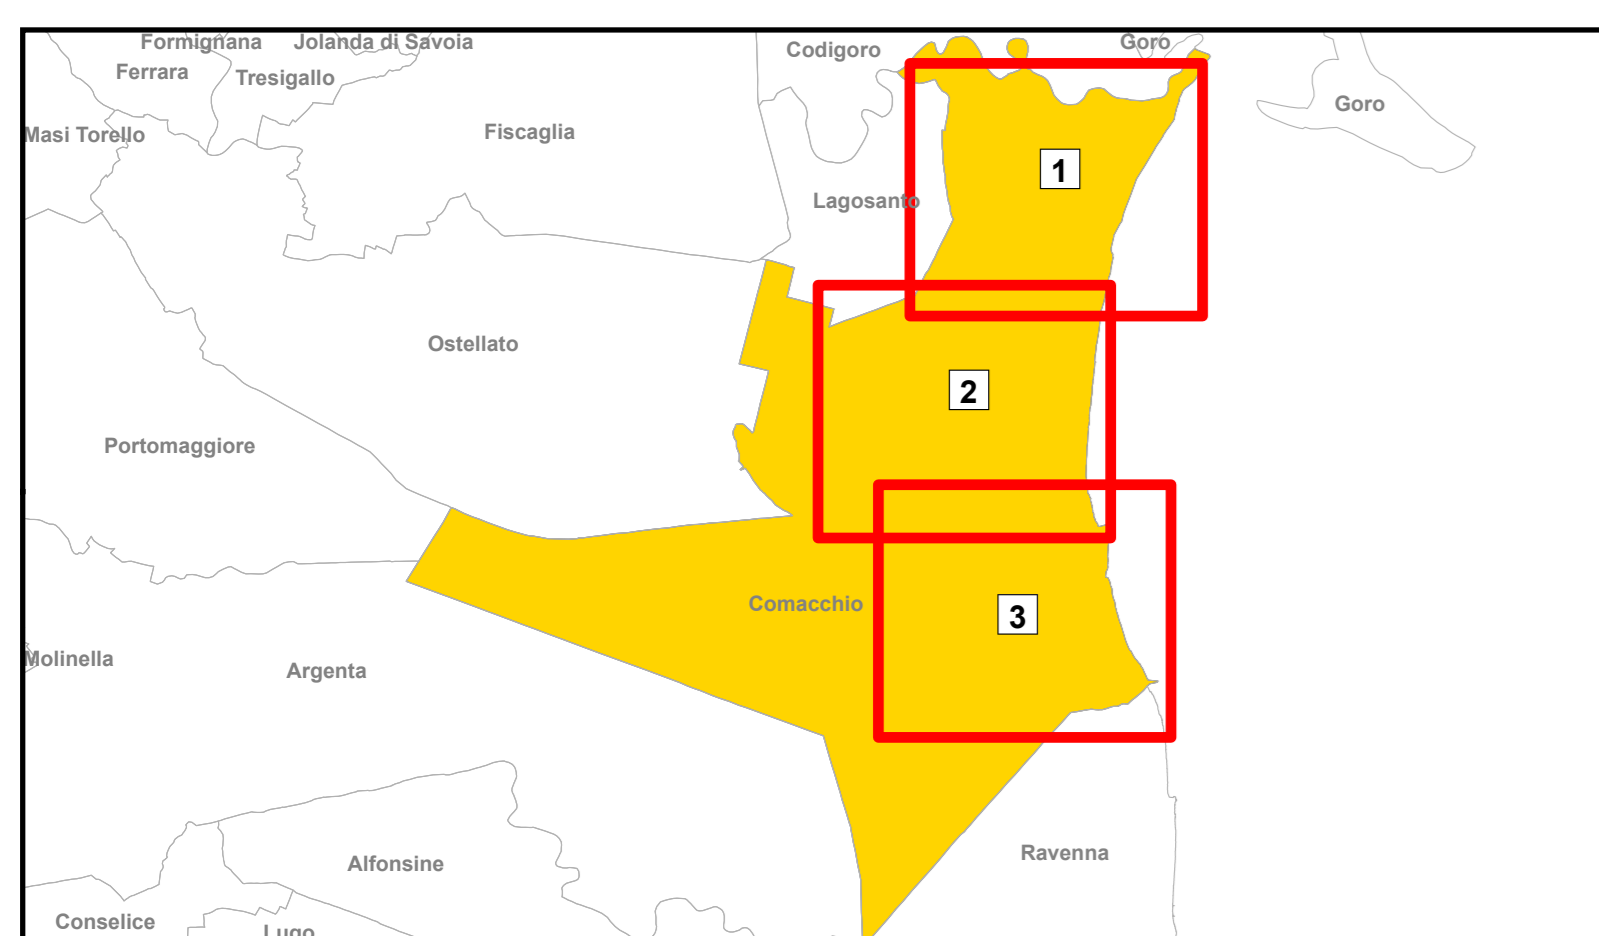 Formignana
Jolanda di Savoia
Codigoro
Goro
Ferrara
Tresigallo
Goro
Masi Torello
Fiscaglia
1
Lagosanto
Ostellato
2
Portomaggiore
Comacchio
3
Molinella
Argenta
Ravenna
Alfonsine
Conselice
Lugo